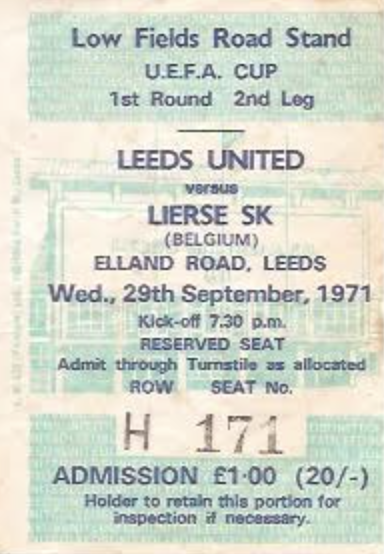 Low Fields Road Stand
U.E.F.A. CUP
1st Round 2nd Leg
LEEDS UNITED
versus
LIERSE SK
(BELGIUM)
ELLAND ROAD, LEEDS
Wed., 29th September, 1971
Kick-off 7.30 p.m.
RESERVED SEAT
Admit through Turnstile as allocated
ROW SEAT No.
H 171
ADMISSION £1·00 (20/-)
Holder to retain this portion for
inspection if necessary.